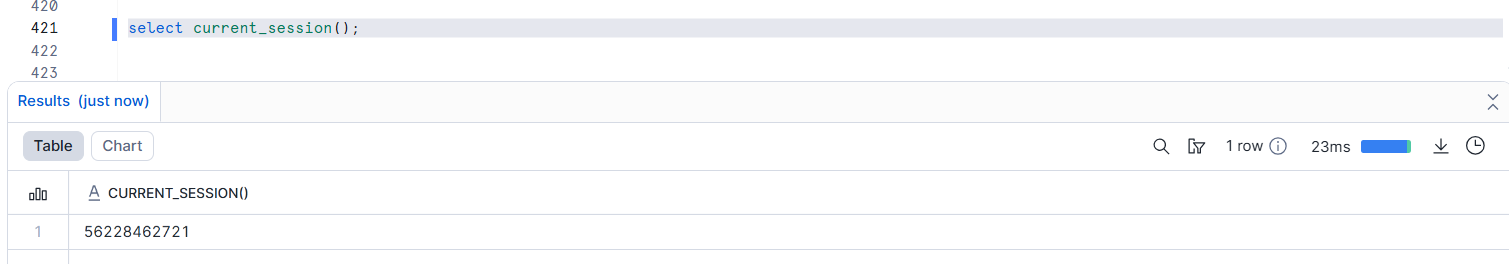 420
421 select current_session();
422
423
Results (just now)
Table Chart 1 row 23ms
A CURRENT_SESSION()
1 56228462721